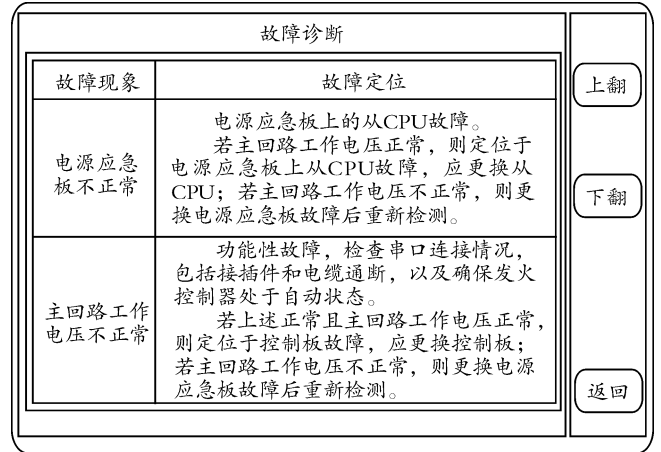 故障诊断
故障现象
故障定位
电源应急
板不正常
电源应急板上的从CPU故障。
若主回路工作电压正常，则定位于
电源应急板上从CPU故障，应更换从
CPU；若主回路工作电压不正常，则更
换电源应急板故障后重新检测。
主回路工作
电压不正常
功能性故障，检查串口连接情况，
包括接插件和电缆通断，以及确保发火
控制器处于自动状态。
若上述正常且主回路工作电压正常，
则定位于控制板故障，应更换控制板；
若主回路工作电压不正常，则更换电源
应急板故障后重新检测。
上翻
下翻
返回